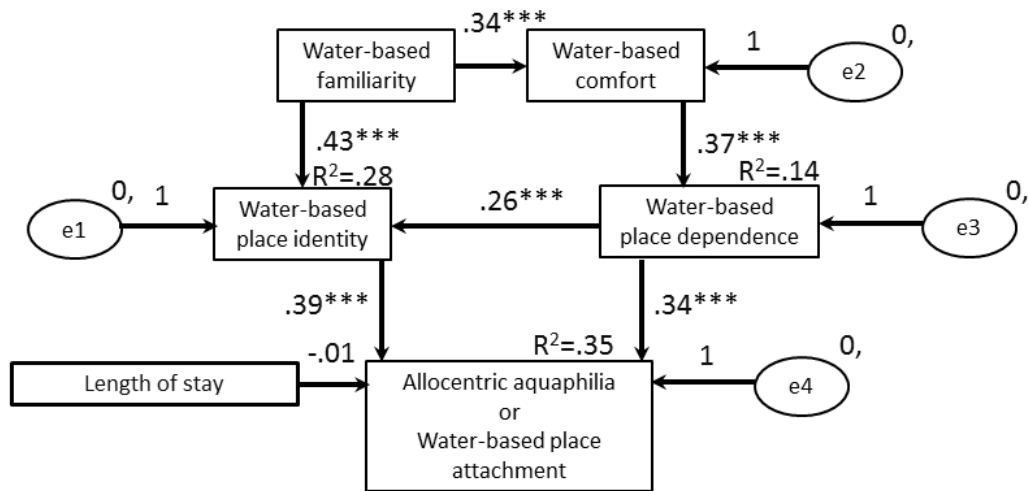 .34***
Water-based
familiarity
Water-based
comfort
1
0,
e2
.43***
.37***
R²=.28
R²=.14
0,
1
e1
Water-based
place identity
.26***
Water-based
place dependence
1
0,
e3
.39***
.34***
R²=.35
-.01
Length of stay
Allocentric aquaphilia
or
Water-based place
attachment
1
0,
e4